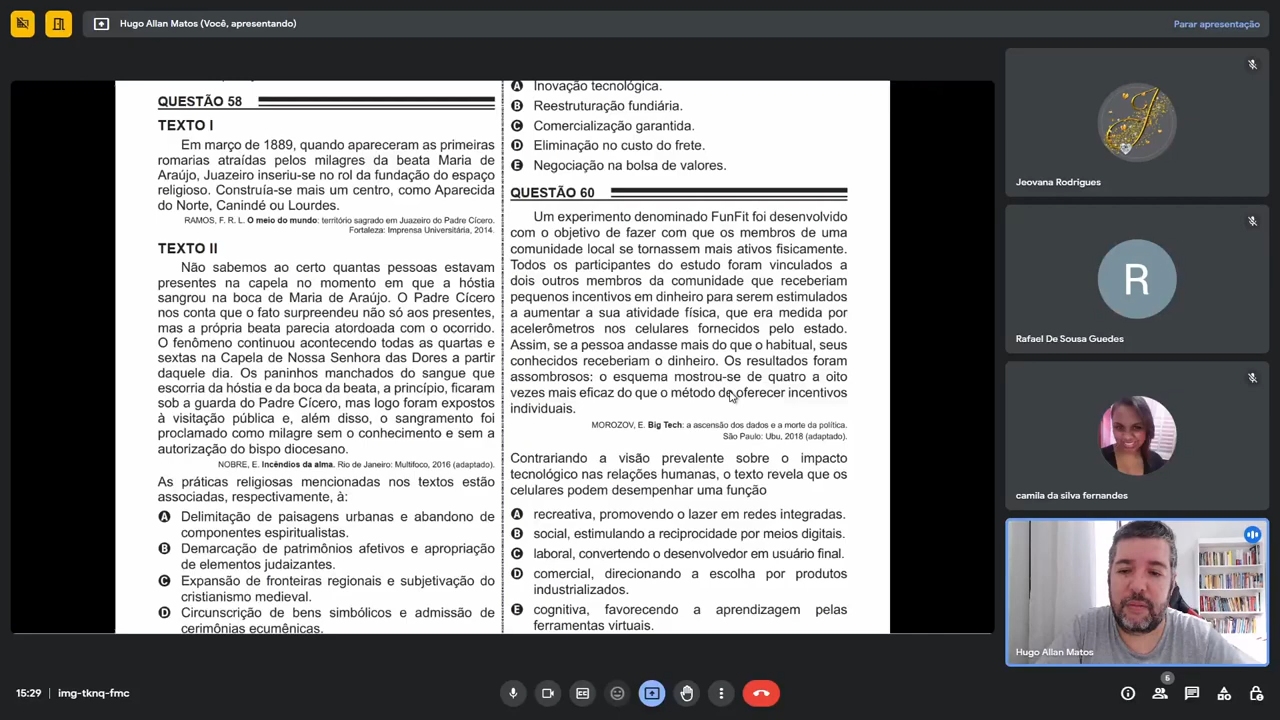 Hugo Allan Matos (Você, apresentando)
Parar apresentação
QUESTÃO 58
TEXTO I
Em março de 1889, quando apareceram as primeiras
romarias atraídas pelos milagres da beata Maria de
Araújo, Juazeiro inseriu-se no rol da fundação do espaço
religioso. Construía-se mais um centro, como Aparecida
do Norte, Canindé ou Lourdes.
RAMOS, F. R. L. O meio do mundo: território sagrado em Juazeiro do Padre Cícero.
Fortaleza: Imprensa Universitária, 2014.
TEXTO II
Não sabemos ao certo quantas pessoas estavam
presentes na capela no momento em que a hóstia
sangrou na boca de Maria de Araújo. O Padre Cícero
nos conta que o fato surpreendeu não só aos presentes,
mas a própria beata parecia atordoada com o ocorrido.
O fenômeno continuou acontecendo todas as quartas e
sextas na Capela de Nossa Senhora das Dores a partir
daquele dia. Os paninhos manchados do sangue que
escorria da hóstia e da boca da beata, a princípio, ficaram
sob a guarda do Padre Cícero, mas logo foram expostos
à visitação pública e, além disso, o sangramento foi
proclamado como milagre sem o conhecimento e sem a
autorização do bispo diocesano.
NOBRE, E. Incêndios da alma. Rio de Janeiro: Multifoco, 2016 (adaptado).
As práticas religiosas mencionadas nos textos estão
associadas, respectivamente, à:
A Delimitação de paisagens urbanas e abandono de
componentes espiritualistas.
B Demarcação de patrimônios afetivos e apropriação
de elementos judaizantes.
C Expansão de fronteiras regionais e subjetivação do
cristianismo medieval.
D Circunscrição de bens simbólicos e admissão de
cerimônias ecumênicas.
A Inovação tecnológica.
B Reestruturação fundiária.
C Comercialização garantida.
D Eliminação no custo do frete.
E Negociação na bolsa de valores.
QUESTÃO 60
Um experimento denominado FunFit foi desenvolvido
com o objetivo de fazer com que os membros de uma
comunidade local se tornassem mais ativos fisicamente.
Todos os participantes do estudo foram vinculados a
dois outros membros da comunidade que receberiam
pequenos incentivos em dinheiro para serem estimulados
a aumentar a sua atividade física, que era medida por
acelerômetros nos celulares fornecidos pelo estado.
Assim, se a pessoa andasse mais do que o habitual, seus
conhecidos receberiam o dinheiro. Os resultados foram
assombrosos: o esquema mostrou-se de quatro a oito
vezes mais eficaz do que o método de oferecer incentivos
individuais.
MOROZOV, E. Big Tech: a ascensão dos dados e a morte da política.
São Paulo: Ubu, 2018 (adaptado).
Contrariando a visão prevalente sobre o impacto
tecnológico nas relações humanas, o texto revela que os
celulares podem desempenhar uma função
A recreativa, promovendo o lazer em redes integradas.
B social, estimulando a reciprocidade por meios digitais.
C laboral, convertendo o desenvolvedor em usuário final.
D comercial, direcionando a escolha por produtos
industrializados.
E cognitiva, favorecendo a aprendizagem pelas
ferramentas virtuais.
J
Jeovana Rodrigues
R
Rafael De Sousa Guedes
camila da silva fernandes
Hugo Allan Matos
15:29 img-tknq-fmc
6